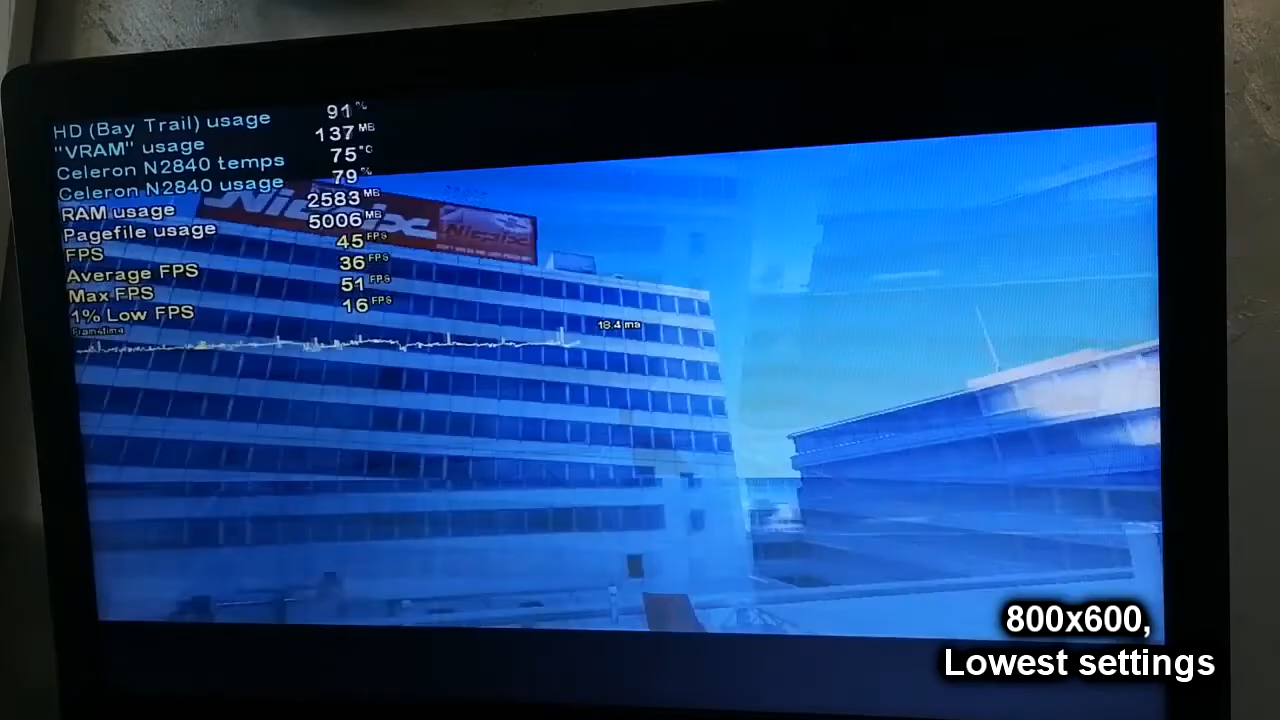 HD (Bay Trail) usage 91 %
"VRAM" usage 137 MB
Celeron N2840 temps 75 °C
Celeron N2840 usage 79 %
RAM usage 2583 MB
Pagefile usage 5006 MB
FPS 45 FPS
Average FPS 36 FPS
Max FPS 51 FPS
1% Low FPS 16 FPS
Frametime 18.4 ms
800x600,
Lowest settings